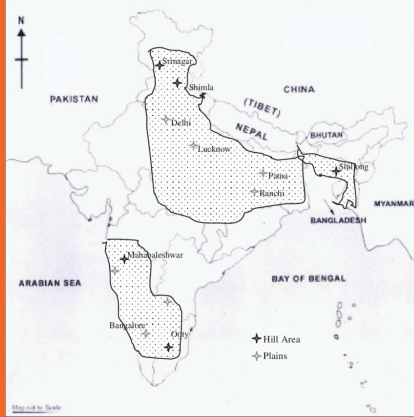 N
Srinagar
Shimla
CHINA
PAKISTAN
(TIBET)
Delhi
NEPAL
BHUTAN
Lucknow
Shillong
Patna
Ranchi
MYANMAR
BANGLADESH
Mahabaleshwar
ARABIAN SEA
BAY OF BENGAL
Bangalore
Ooty
Hill Area
Plains
Map not to Scale